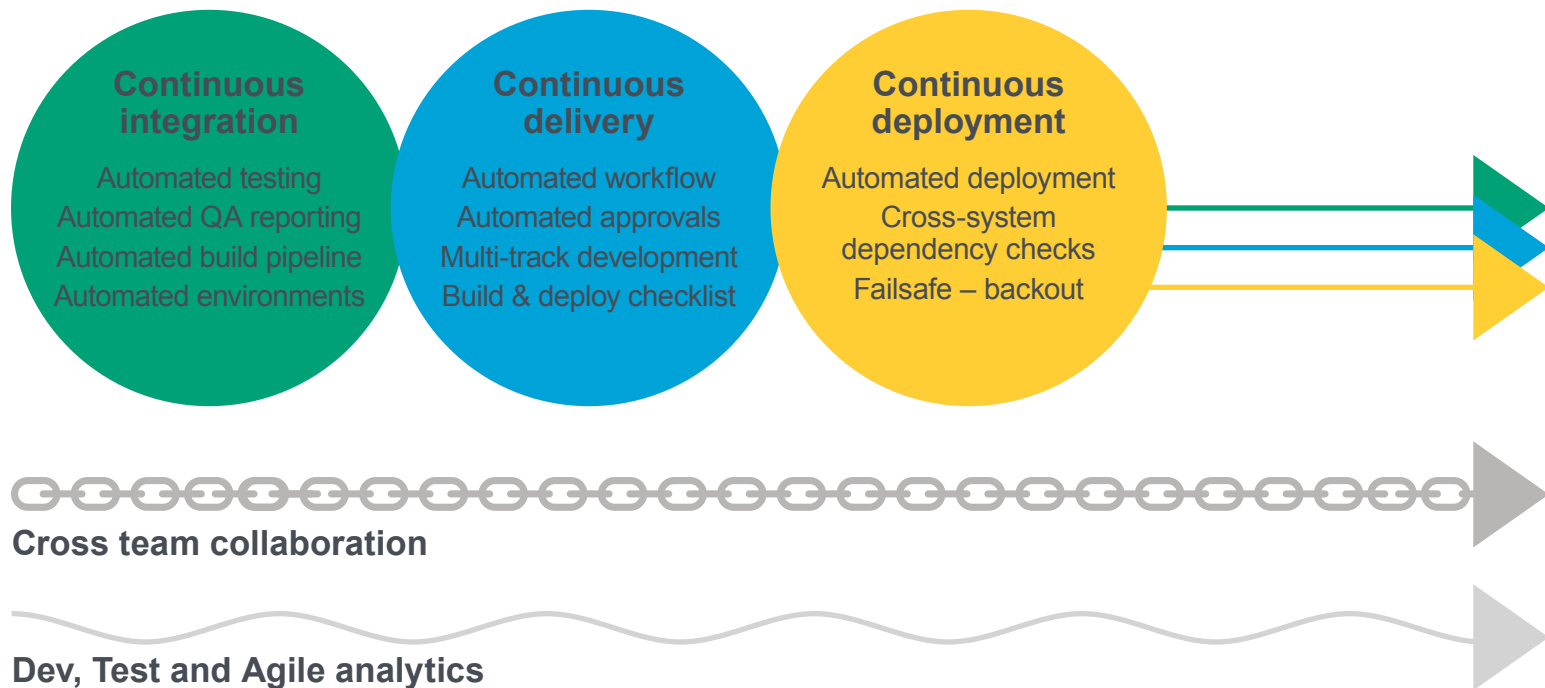 Continuous
integration
Automated testing
Automated QA reporting
Automated build pipeline
Automated environments
Continuous
delivery
Automated workflow
Automated approvals
Multi-track development
Build & deploy checklist
Continuous
deployment
Automated deployment
Cross-system
dependency checks
Failsafe – backout
Cross team collaboration
Dev, Test and Agile analytics